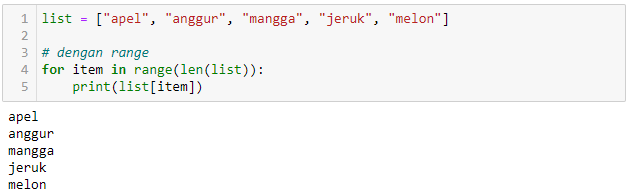 1 list = ["apel", "anggur", "mangga", "jeruk", "melon"]
2
3 # dengan range
4 for item in range(len(list)):
5     print(list[item])
apel
anggur
mangga
jeruk
melon